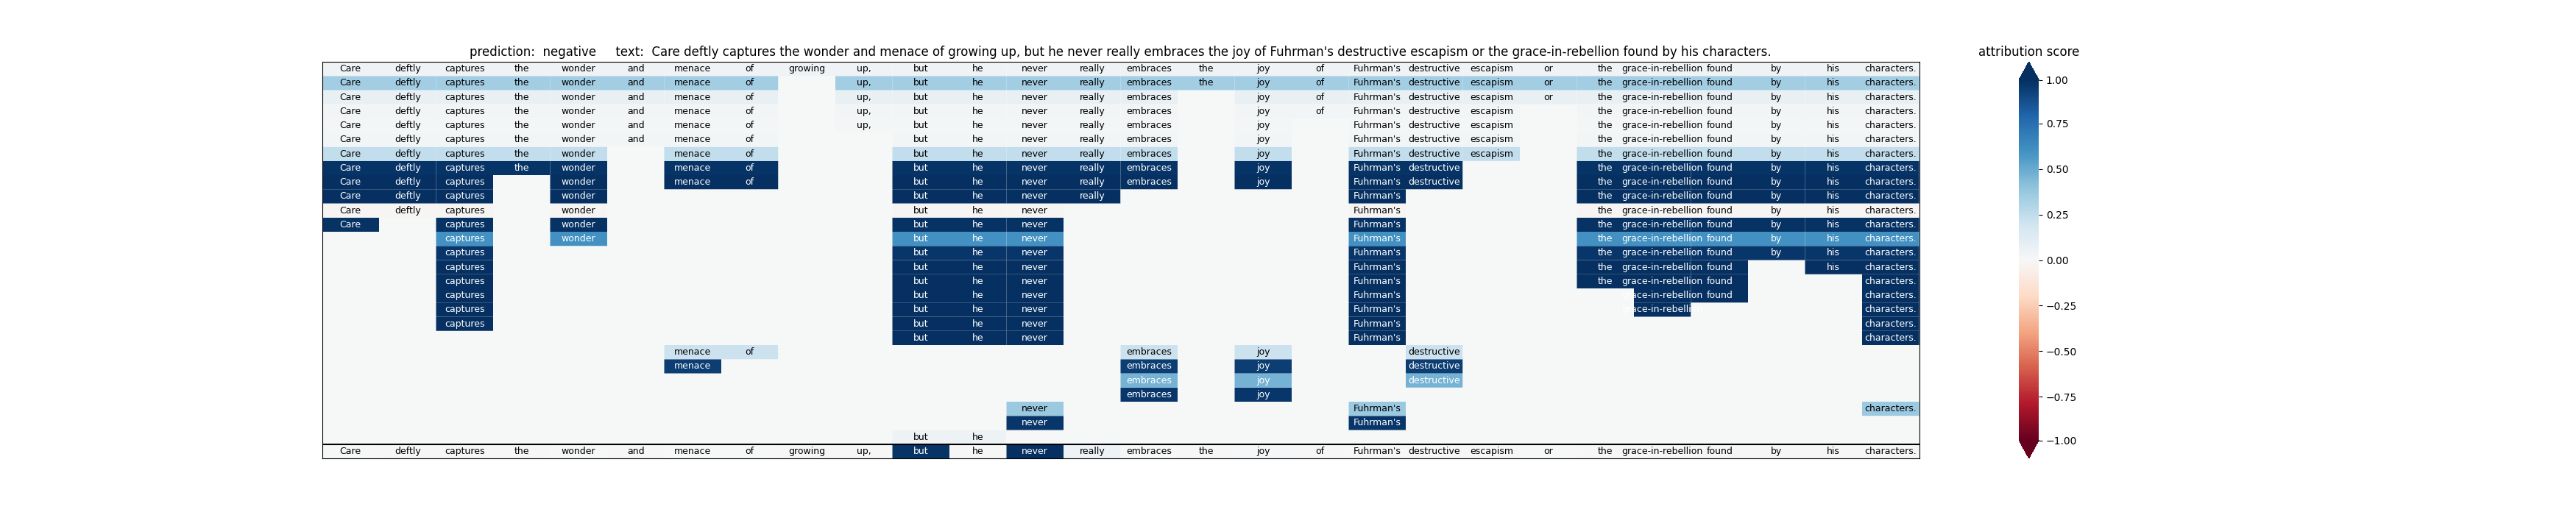 prediction: negative text: Care deftly captures the wonder and menace of growing up, but he never really embraces the joy of Fuhrman's destructive escapism or the grace-in-rebellion found by his characters.
attribution score
Care deftly captures the wonder and menace of growing up, but he never really embraces the joy of Fuhrman's destructive escapism or the grace-in-rebellion found by his characters.
Care deftly captures the wonder and menace of up, but he never really embraces the joy of Fuhrman's destructive escapism or the grace-in-rebellion found by his characters.
Care deftly captures the wonder and menace of up, but he never really embraces joy of Fuhrman's destructive escapism or the grace-in-rebellion found by his characters.
Care deftly captures the wonder and menace of up, but he never really embraces joy of Fuhrman's destructive escapism or the grace-in-rebellion found by his characters.
Care deftly captures the wonder and menace of up, but he never really embraces joy Fuhrman's destructive escapism the grace-in-rebellion found by his characters.
Care deftly captures the wonder and menace of but he never really embraces joy Fuhrman's destructive escapism the grace-in-rebellion found by his characters.
Care deftly captures the wonder menace of but he never really embraces joy Fuhrman's destructive escapism the grace-in-rebellion found by his characters.
Care deftly captures the wonder menace of but he never really embraces joy Fuhrman's destructive the grace-in-rebellion found by his characters.
Care deftly captures wonder menace of but he never really embraces joy Fuhrman's destructive the grace-in-rebellion found by his characters.
Care deftly captures wonder but he never really Fuhrman's the grace-in-rebellion found by his characters.
Care deftly captures wonder but he never Fuhrman's the grace-in-rebellion found by his characters.
Care captures wonder but he never Fuhrman's the grace-in-rebellion found by his characters.
captures wonder but he never Fuhrman's the grace-in-rebellion found by his characters.
captures but he never Fuhrman's the grace-in-rebellion found by his characters.
captures but he never Fuhrman's the grace-in-rebellion found his characters.
captures but he never Fuhrman's the grace-in-rebellion found characters.
captures but he never Fuhrman's ace-in-rebellion found characters.
captures but he never Fuhrman's ace-in-rebelli characters.
captures but he never Fuhrman's characters.
but he never Fuhrman's characters.
menace of embraces joy destructive
menace embraces joy destructive
embraces joy destructive
embraces joy
never Fuhrman's characters.
never Fuhrman's
but he
Care deftly captures the wonder and menace of growing up, but he never really embraces the joy of Fuhrman's destructive escapism or the grace-in-rebellion found by his characters.
1.00
0.75
0.50
0.25
0.00
−0.25
−0.50
−0.75
−1.00